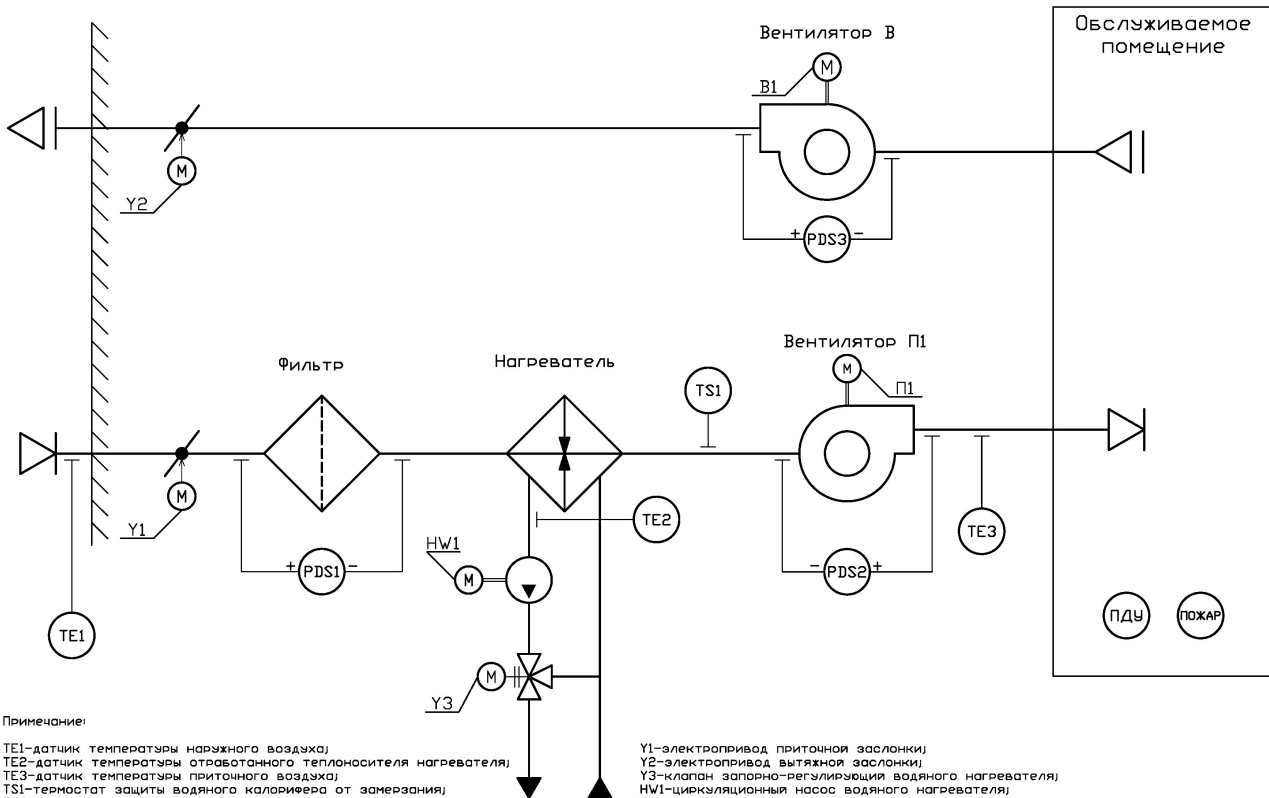 Обслуживаемое
помещение
Вентилятор В
M
В1
M
Y2
+ PDS3 -
Вентилятор П1
M
П1
Фильтр
Нагреватель
TS1
M
Y1
TE2
TE3
HW1
M
+ PDS1 -
- PDS2 +
TE1
ПДУ
ПОЖАР
M
Y3
Примечание:
TE1-датчик температуры наружного воздуха;
TE2-датчик температуры отработанного теплоносителя нагревателя;
TE3-датчик температуры приточного воздуха;
TS1-термостат защиты водяного калорифера от замерзания;
Y1-электропривод приточной заслонки;
Y2-электропривод вытяжной заслонки;
Y3-клапан запорно-регулирующий водяного нагревателя;
HW1-циркуляционный насос водяного нагревателя;